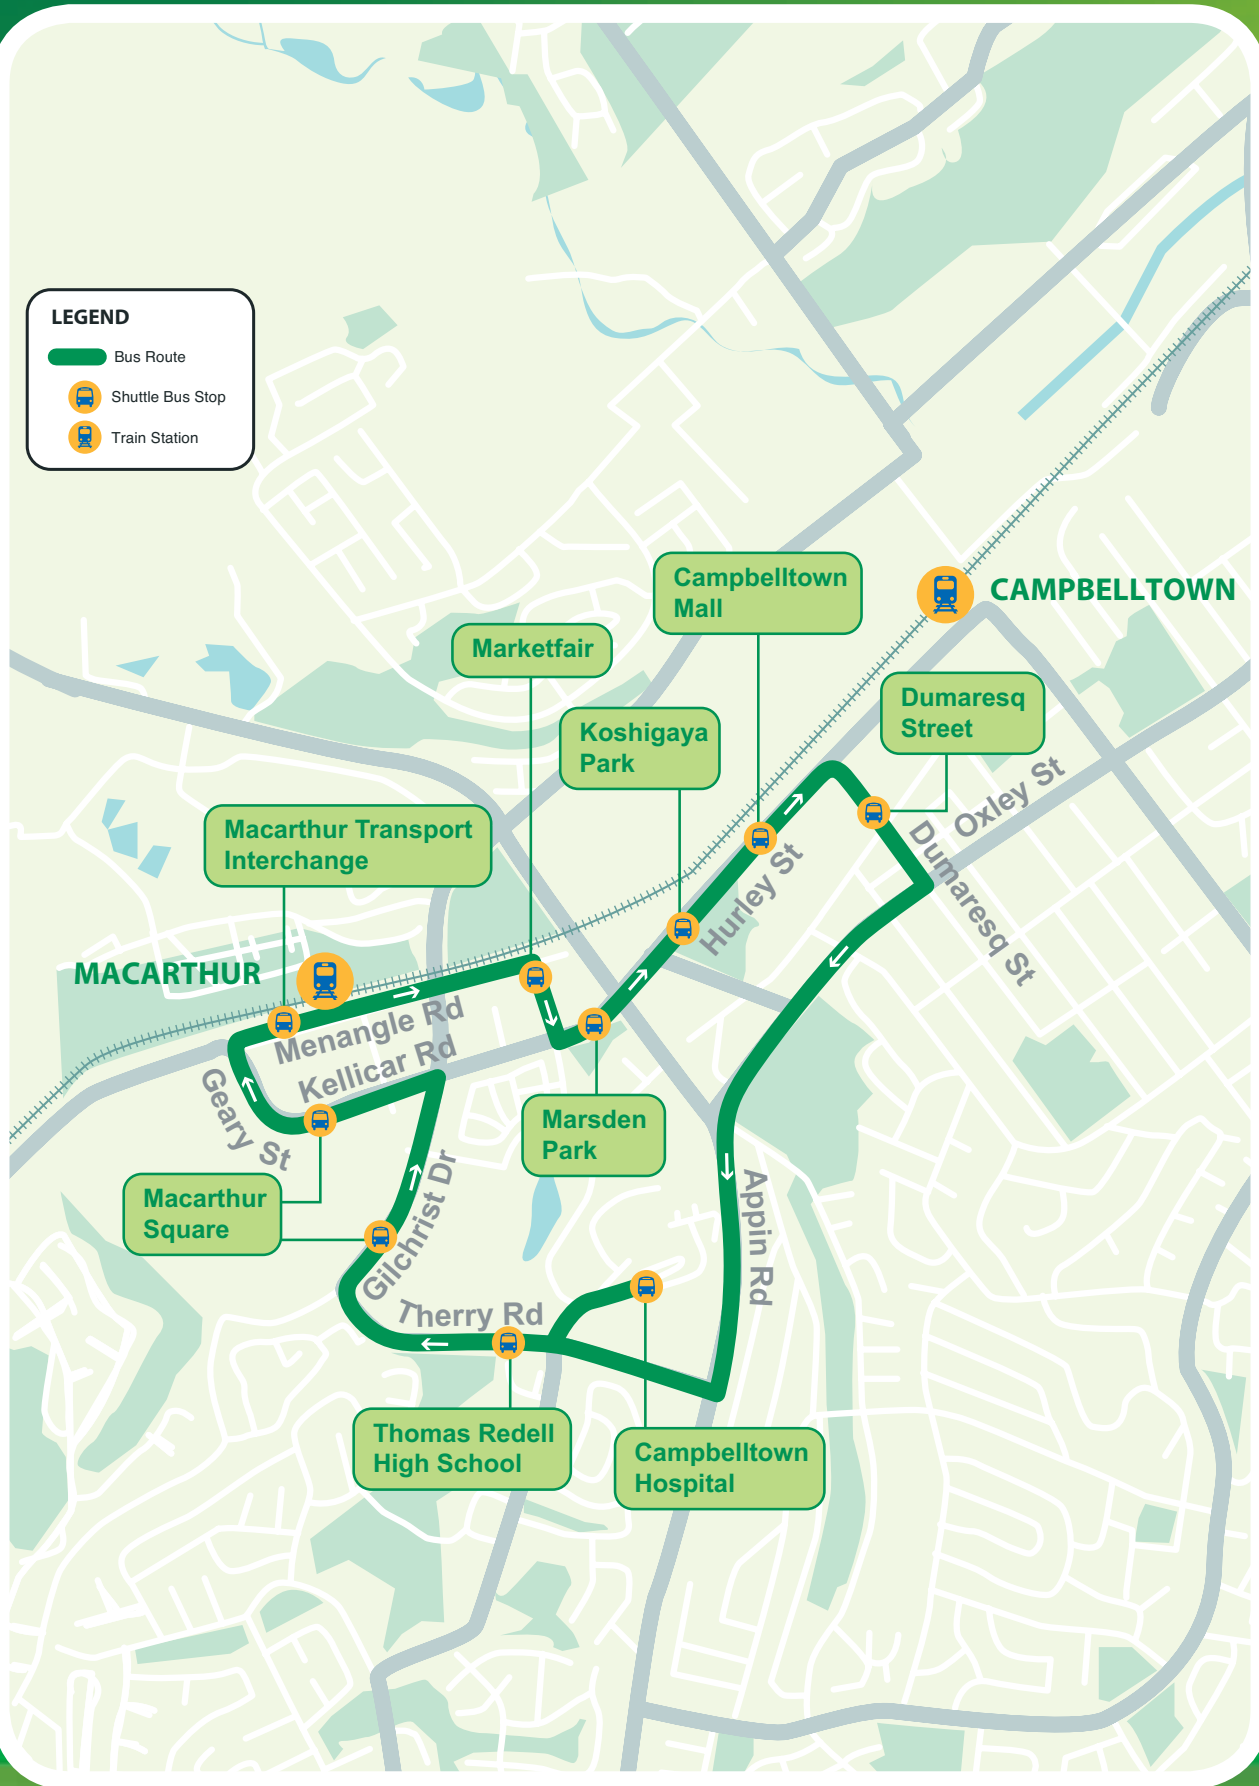 LEGEND
Bus Route
Shuttle Bus Stop
Train Station
Campbelltown
Mall
CAMPBELLTOWN
Marketfair
Dumaresq
Street
Koshigaya
Park
Oxley St
Macarthur Transport
Interchange
Dumaresq St
Hurley St
MACARTHUR
Menangle Rd
Kellicar Rd
Geary St
Marsden
Park
Macarthur
Square
Gilchrist Dr
Appin Rd
Therry Rd
Thomas Redell
High School
Campbelltown
Hospital